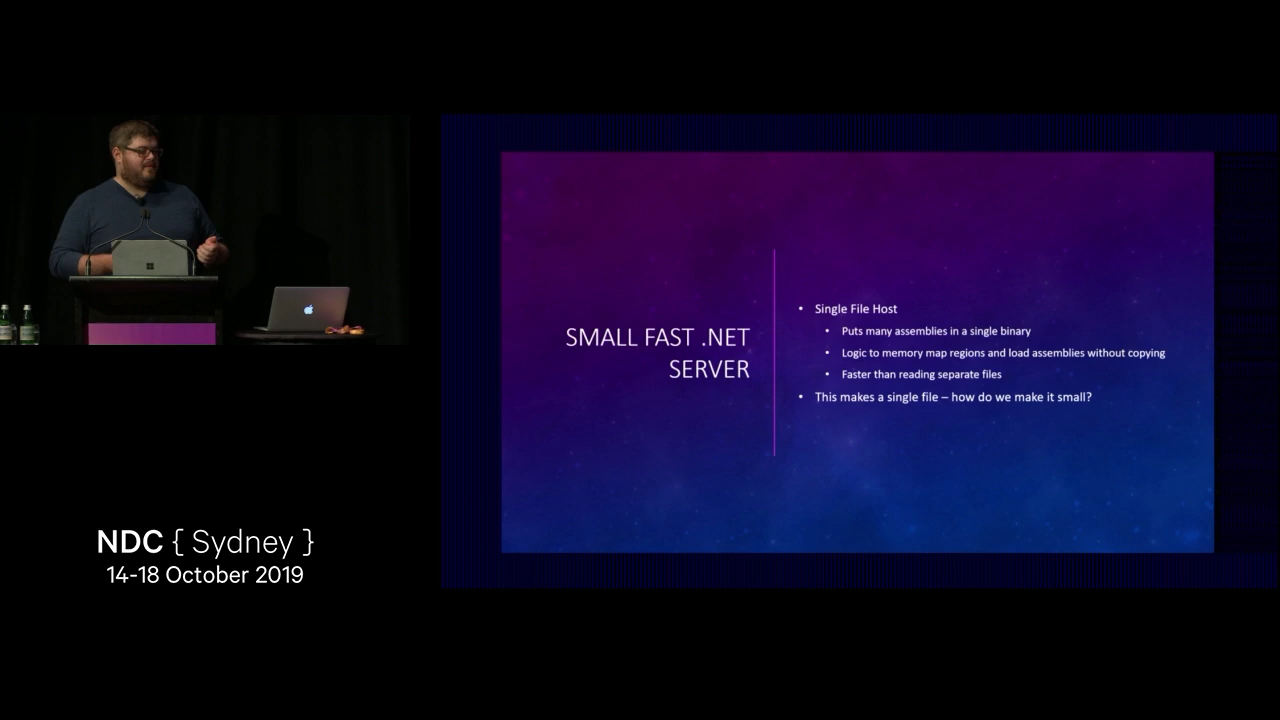 SMALL FAST .NET
SERVER
• Single File Host
• Puts many assemblies in a single binary
• Logic to memory map regions and load assemblies without copying
• Faster than reading separate files
• This makes a single file – how do we make it small?
NDC { Sydney }
14-18 October 2019